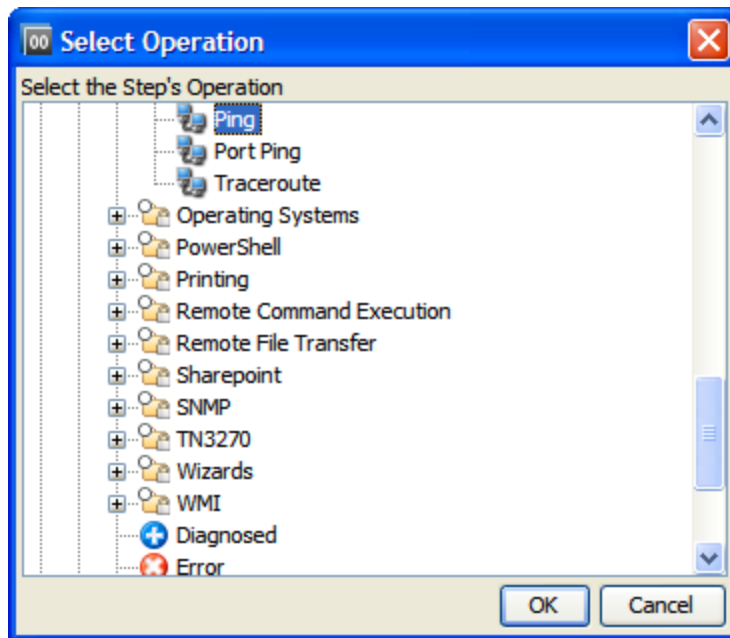 00 Select Operation
Select the Step's Operation
Ping
Port Ping
Traceroute
Operating Systems
PowerShell
Printing
Remote Command Execution
Remote File Transfer
Sharepoint
SNMP
TN3270
Wizards
WMI
Diagnosed
Error
OK Cancel